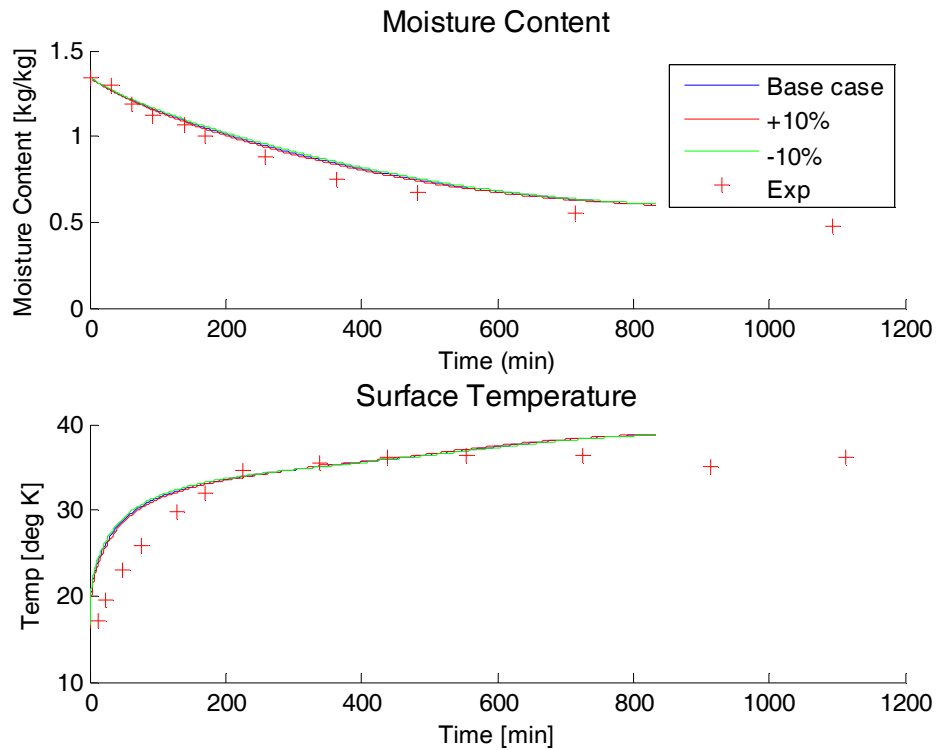 Moisture Content
Moisture Content [kg/kg]
1.5
1
0.5
0
Base case
+10%
-10%
Exp
0 200 400 600 800 1000 1200
Time (min)
Surface Temperature
Temp [deg K]
40
30
20
10
0 200 400 600 800 1000 1200
Time [min]